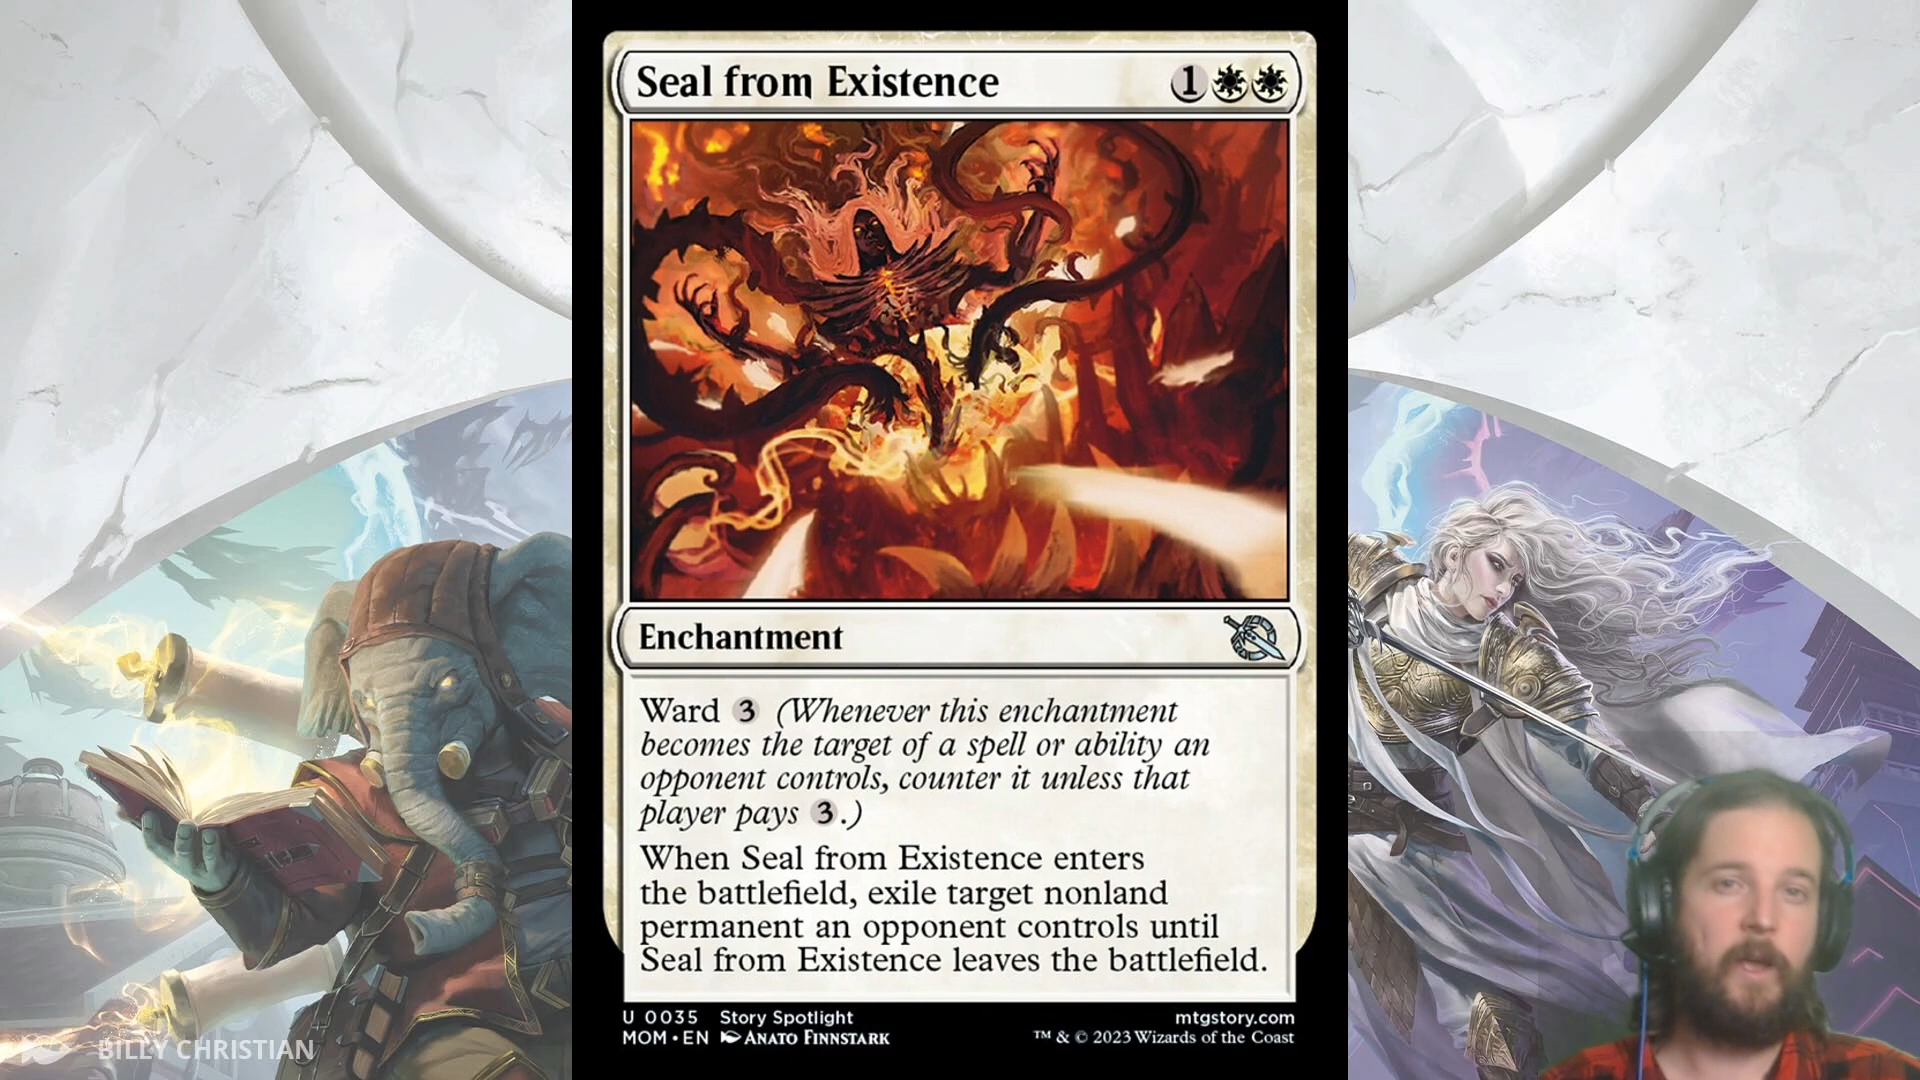 Seal from Existence 1
Enchantment
Ward 3 (Whenever this enchantment
becomes the target of a spell or ability an
opponent controls, counter it unless that
player pays 3.)
When Seal from Existence enters
the battlefield, exile target nonland
permanent an opponent controls until
Seal from Existence leaves the battlefield.
U 0035 Story Spotlight mtgstory.com
MOM • EN Anato Finnstark ™ & © 2023 Wizards of the Coast
BILLY CHRISTIAN